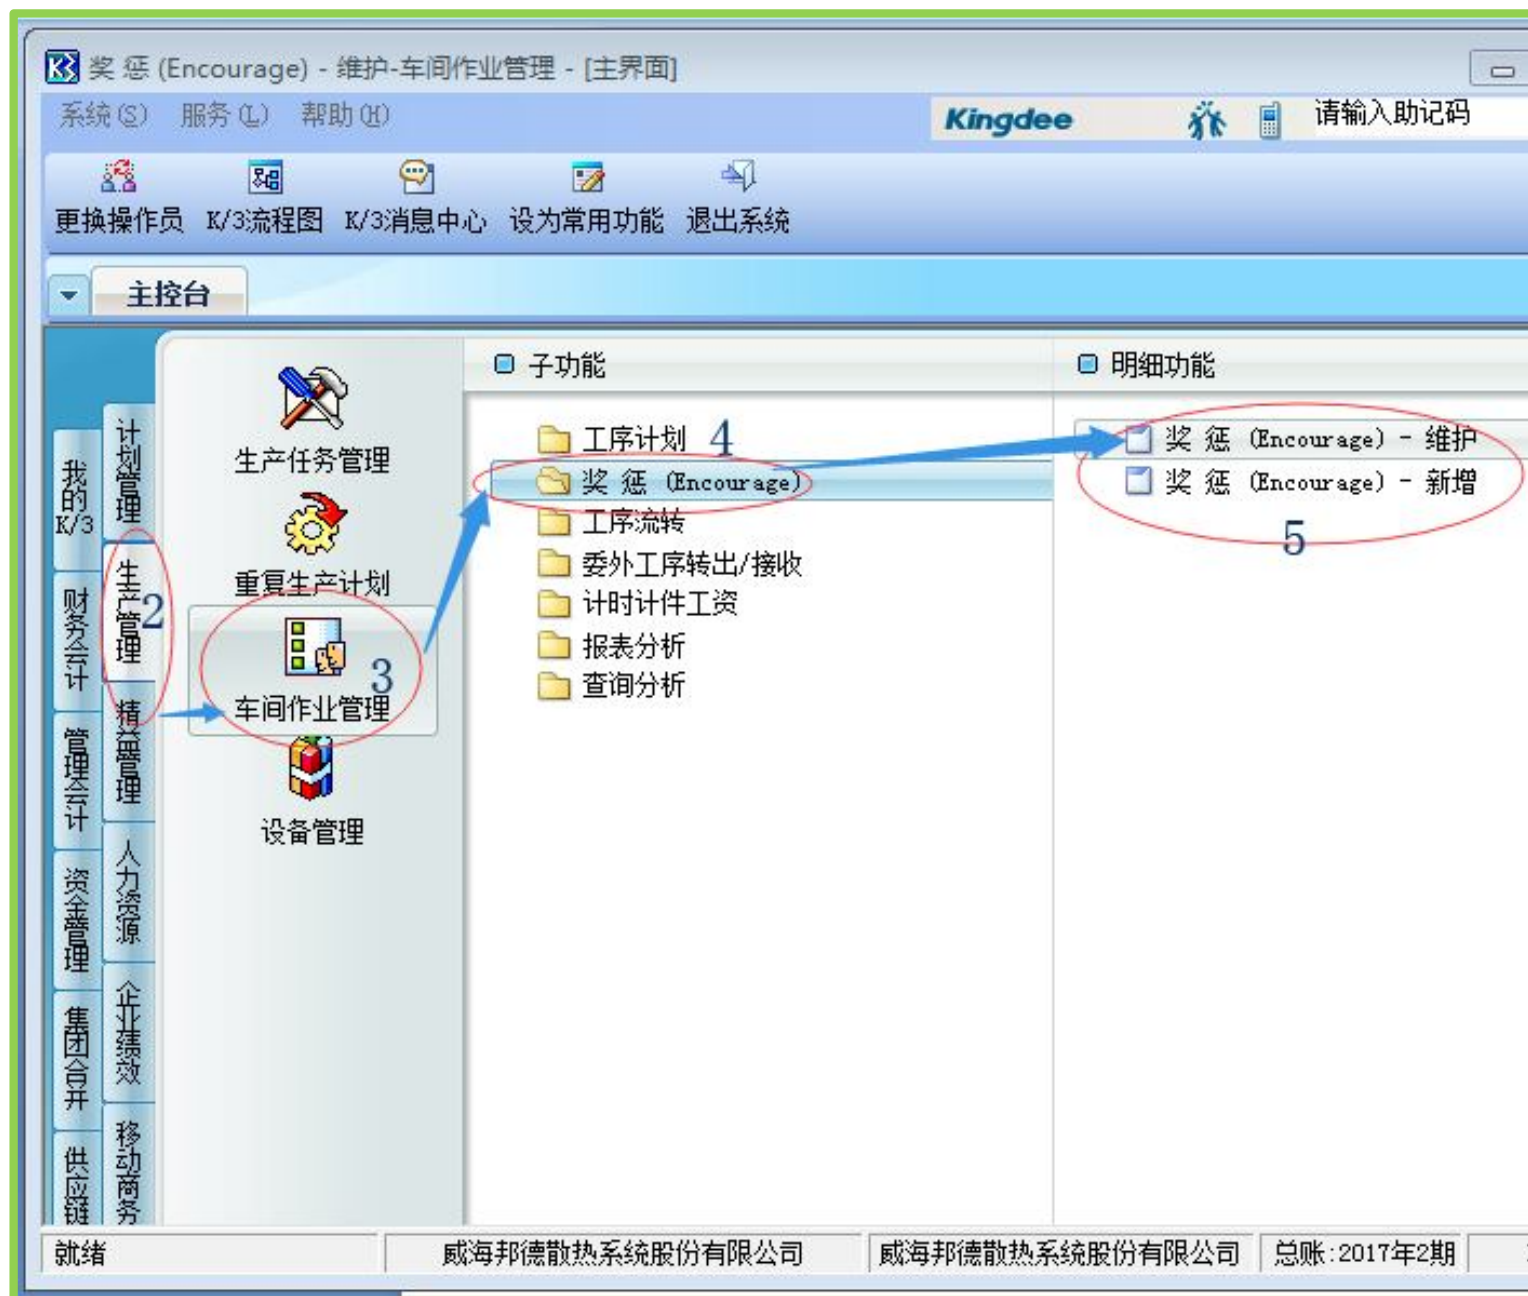 奖 惩 (Encourage) - 维护-车间作业管理 - [主界面]
系统(S) 服务(L) 帮助(H)
Kingdee 请输入助记码
更换操作员 K/3流程图 K/3消息中心 设为常用功能 退出系统
主控台
我的K/3
财务会计
管理会计
资金管理
集团合并
供应链
计划管理
生产管理
精益管理
人力资源
企业绩效
移动商务
2
生产任务管理
重复生产计划
车间作业管理
3
设备管理
子功能
工序计划
4
奖 惩 (Encourage)
工序流转
委外工序转出/接收
计时计件工资
报表分析
查询分析
明细功能
奖 惩 (Encourage) - 维护
奖 惩 (Encourage) - 新增
5
就绪 威海邦德散热系统股份有限公司 威海邦德散热系统股份有限公司 总账:2017年2期